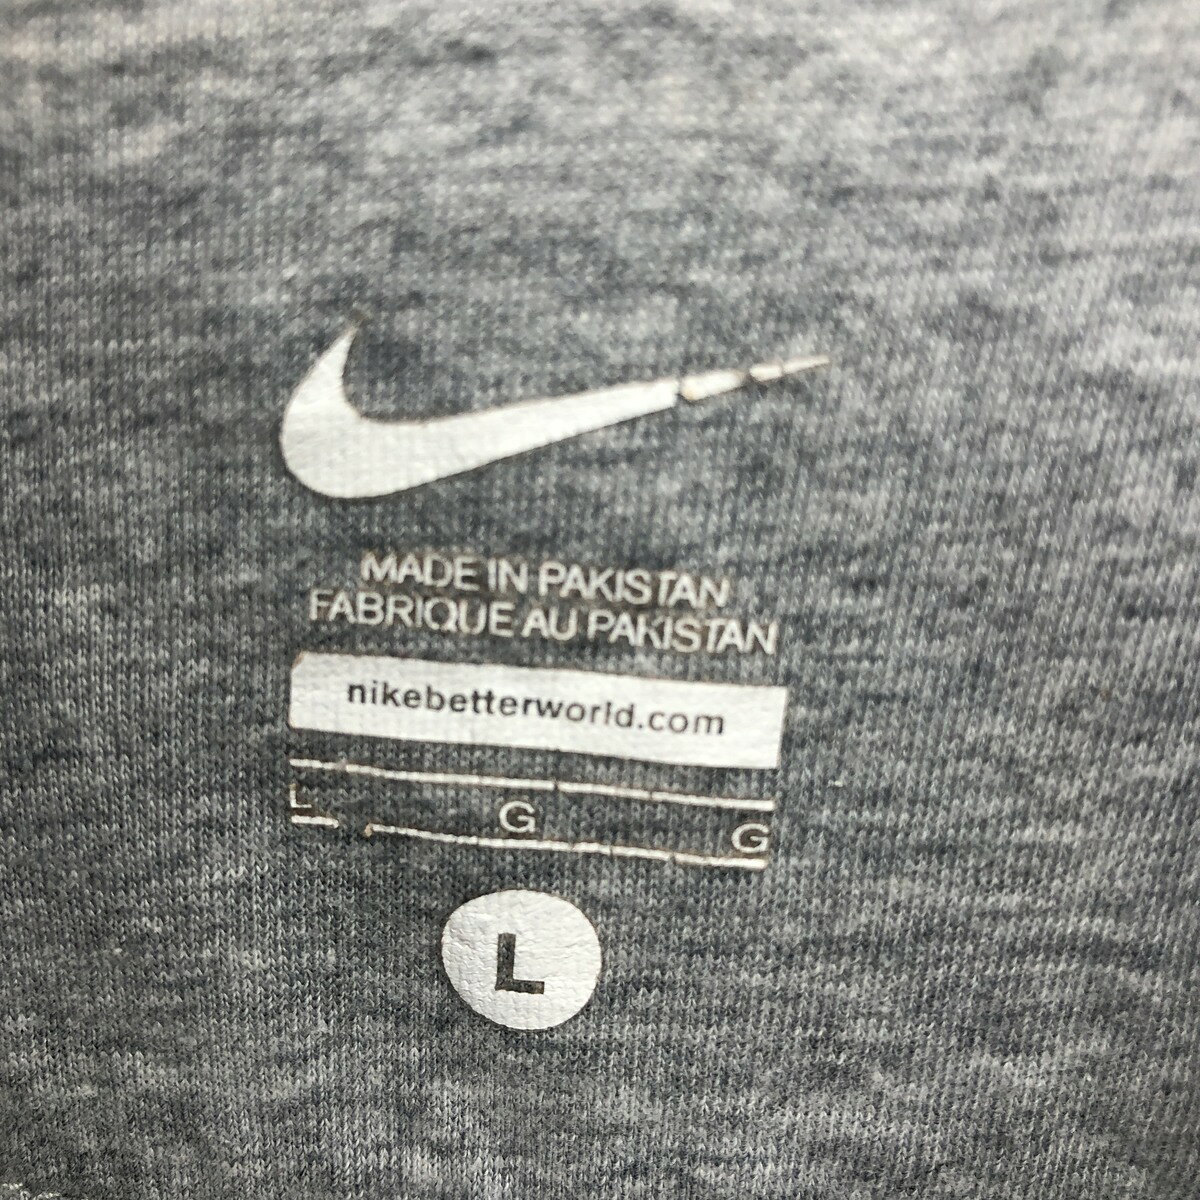 MADE IN PAKISTAN
FABRIQUE AU PAKISTAN
nikebetterworld.com
L G G
L